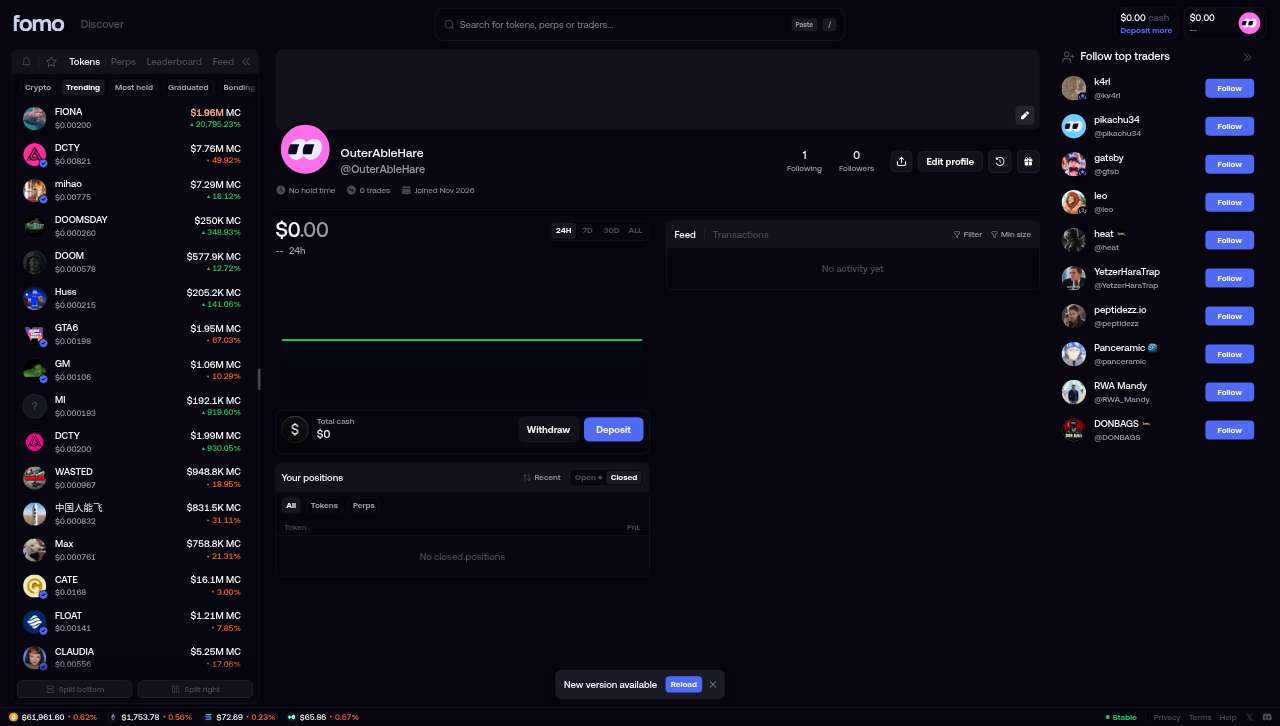 fomo
Discover
Search for tokens, perps or traders...
Paste
/
$0.00 cash
Deposit more
$0.00
--
Tokens Perps Leaderboard Feed
Crypto Trending Most held Graduated Bonding
FIONA $1.96M MC
$0.00200 20,795.23%
DCTY $7.76M MC
$0.00821 49.92%
mihao $7.29M MC
$0.00775 16.12%
DOOMSDAY $250K MC
$0.000260 348.93%
DOOM $577.9K MC
$0.000578 12.72%
Huss $205.2K MC
$0.000215 141.06%
GTA6 $1.95M MC
$0.00198 67.03%
GM $1.06M MC
$0.00106 10.29%
MI $192.1K MC
? $0.000193 919.60%
DCTY $1.99M MC
$0.00200 930.05%
WASTED $948.8K MC
$0.000967 18.95%
中国人能飞 $831.5K MC
$0.000832 31.11%
Max $758.8K MC
$0.000761 21.31%
CATE $16.1M MC
$0.0168 3.00%
FLOAT $1.21M MC
$0.00141 7.85%
CLAUDIA $5.25M MC
$0.00556 17.06%
Split bottom Split right
OuterAbleHare
@OuterAbleHare
No hold time 0 trades Joined Nov 2026
1 Following
0 Followers
Edit profile
$0.00
-- 24h
24H 7D 30D ALL
$ Total cash
$0
Withdraw Deposit
Your positions Recent Open Closed
All Tokens Perps
Token PnL
No closed positions
Feed Transactions Filter Min size
No activity yet
Follow top traders
k4rl
@kv4rl
Follow
pikachu34
@pikachu34
Follow
gatsby
@gtsb
Follow
leo
@leo
Follow
heat
@heat
Follow
YetzerHaraTrap
@YetzerHaraTrap
Follow
peptidezz.io
@peptidezz
Follow
Panceramic
@panceramic
Follow
RWA Mandy
@RWA_Mandy
Follow
DONBAGS
@DONBAGS
Follow
New version available Reload
$61,961.60 0.62% $1,753.78 0.56% $72.69 0.23% $65.86 0.67%
Stable Privacy Terms Help